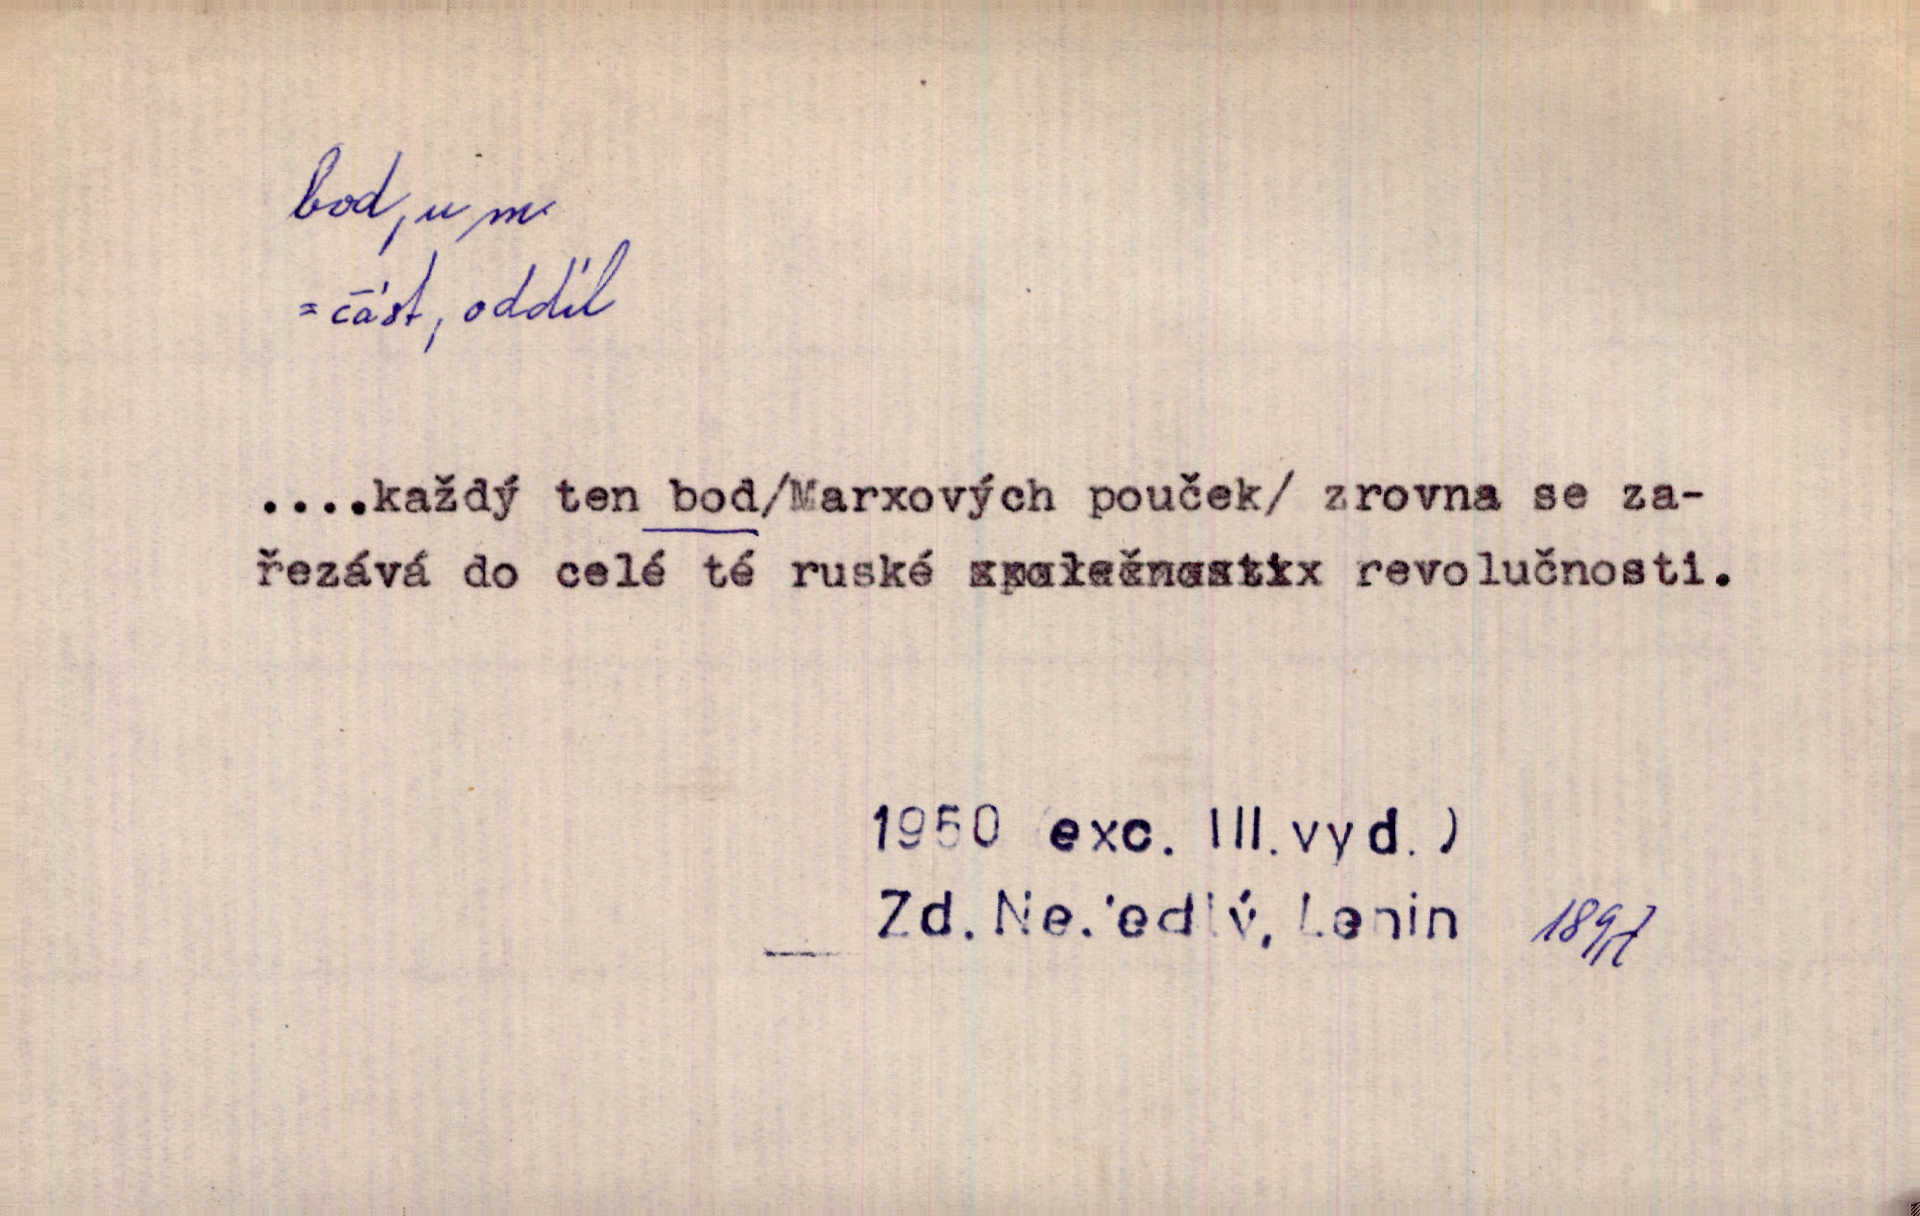 bod, u m
= část, oddíl
....každý ten bod/Marxových pouček/ zrovna se za-
řezává do celé té ruské společnosti revolučnosti.
1950 (exc. III.vyd.)
Zd. Nejedlý, Lenin